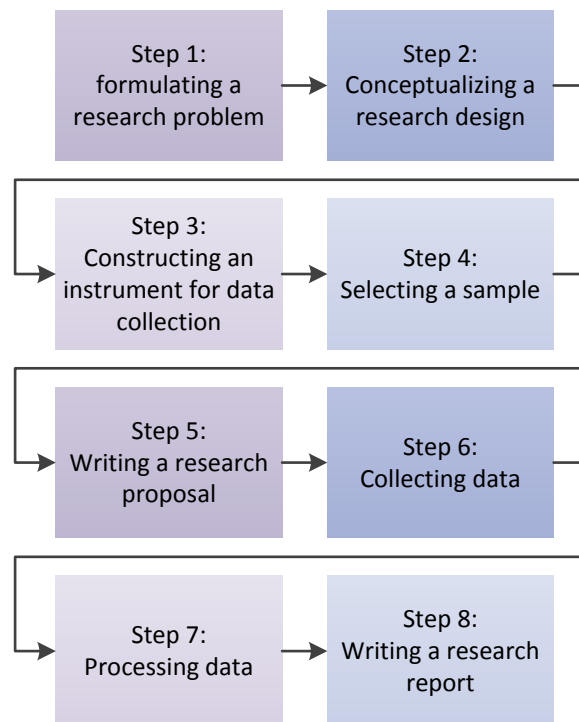 Step 1:
formulating a
research problem
Step 2:
Conceptualizing a
research design
Step 3:
Constructing an
instrument for data
collection
Step 4:
Selecting a sample
Step 5:
Writing a research
proposal
Step 6:
Collecting data
Step 7:
Processing data
Step 8:
Writing a research
report